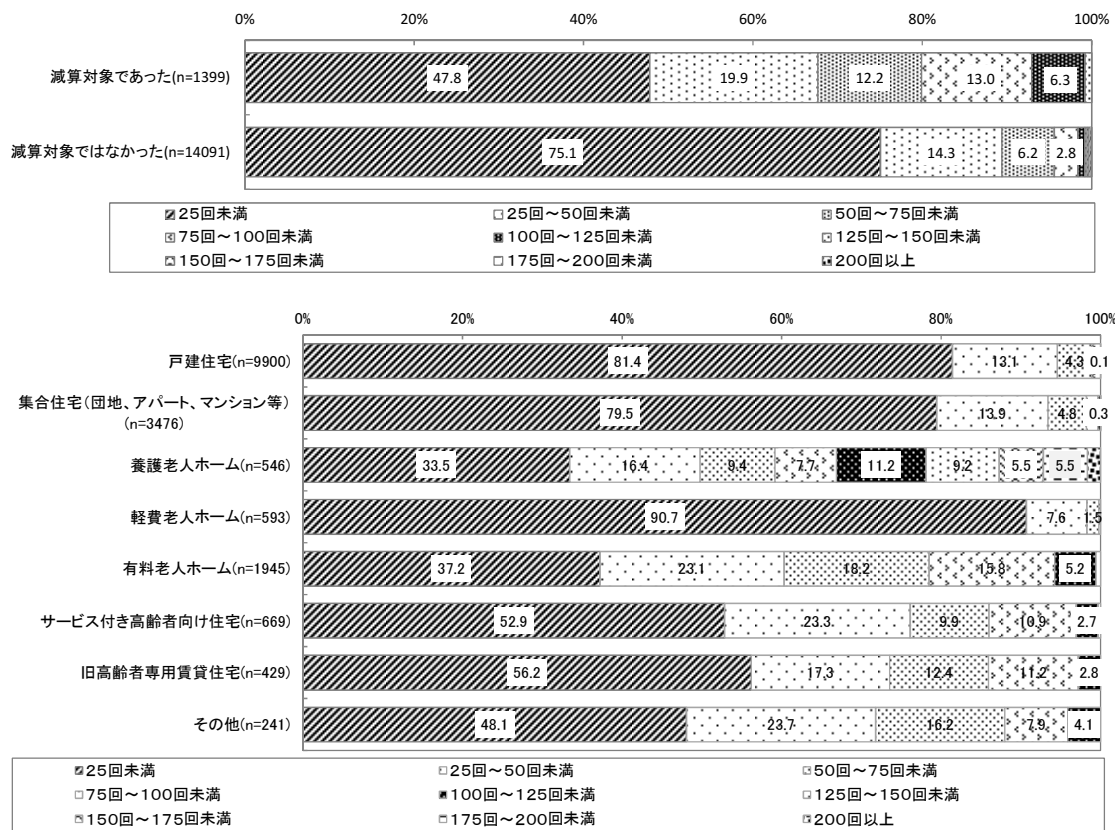 0% 20% 40% 60% 80% 100%
減算対象であった(n=1399) 47.8 19.9 12.2 13.0 6.3
減算対象ではなかった(n=14091) 75.1 14.3 6.2 2.8
25回未満 25回～50回未満 50回～75回未満
75回～100回未満 100回～125回未満 125回～150回未満
150回～175回未満 175回～200回未満 200回以上
0% 20% 40% 60% 80% 100%
戸建住宅(n=9900) 81.4 13.1 4.3 0.1
集合住宅（団地、アパート、マンション等）
(n=3476) 79.5 13.9 4.8 0.3
養護老人ホーム(n=546) 33.5 16.4 9.4 7.7 11.2 9.2 5.5 5.5
軽費老人ホーム(n=593) 90.7 7.6 1.5
有料老人ホーム(n=1945) 37.2 23.1 18.2 15.8 5.2
サービス付き高齢者向け住宅(n=669) 52.9 23.3 9.9 10.9 2.7
旧高齢者専用賃貸住宅(n=429) 56.2 17.3 12.4 11.2 2.8
その他(n=241) 48.1 23.7 16.2 7.9 4.1
25回未満 25回～50回未満 50回～75回未満
75回～100回未満 100回～125回未満 125回～150回未満
150回～175回未満 175回～200回未満 200回以上